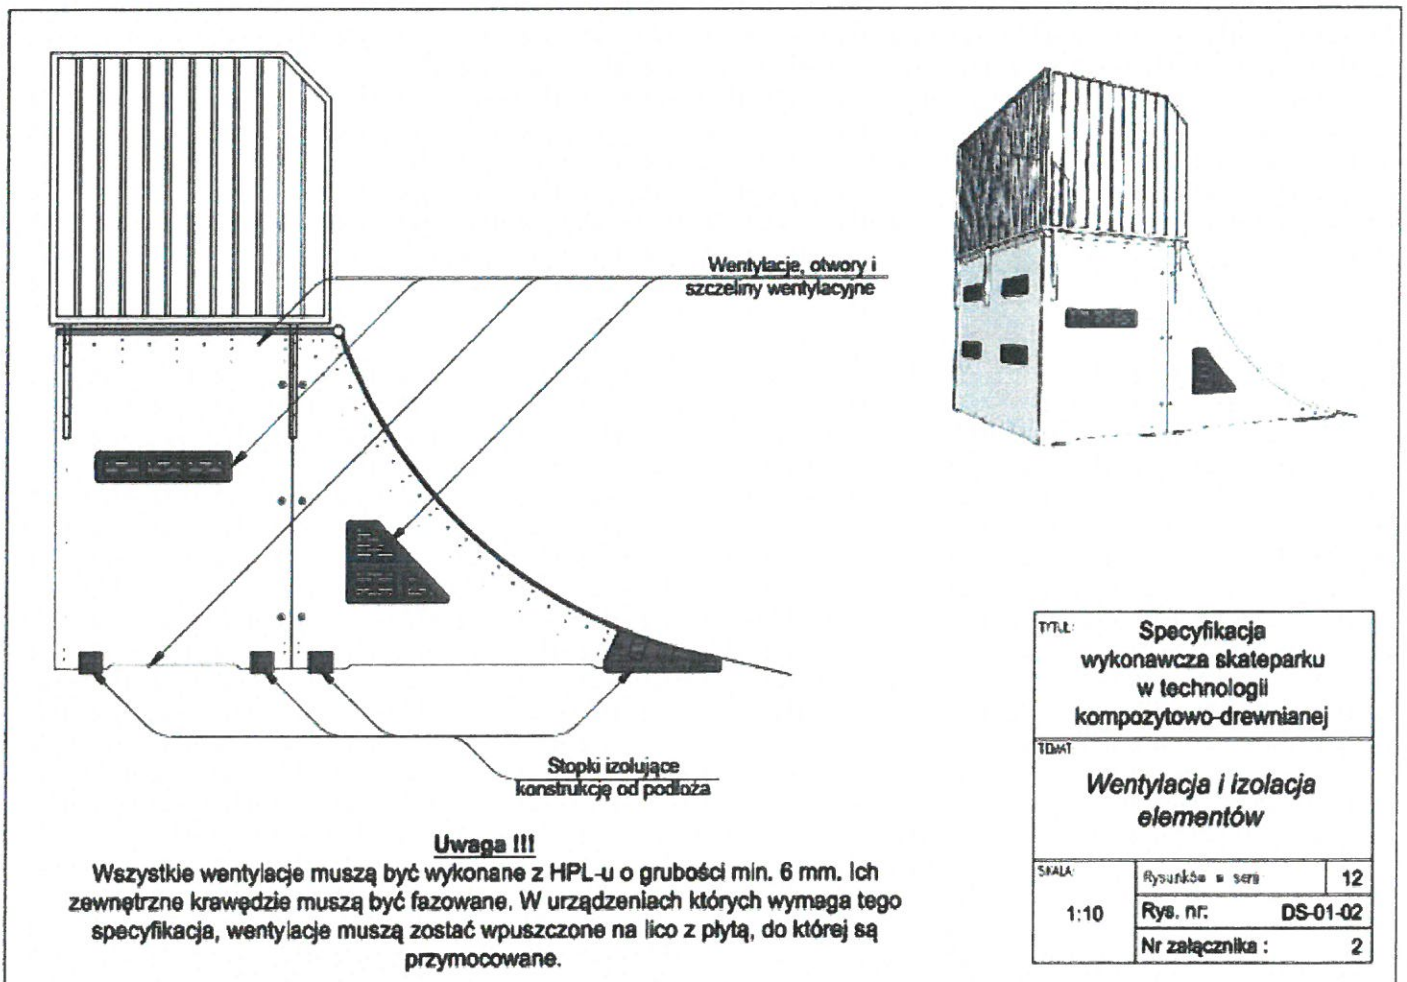 Wentylacje, otwory i
szczeliny wentylacyjne
Stopki izolujące
konstrukcję od podłoża
Uwaga !!!
Wszystkie wentylacje muszą być wykonane z HPL-u o grubości min. 6 mm. Ich
zewnętrzne krawędzie muszą być fazowane. W urządzeniach których wymaga tego
specyfikacja, wentylacje muszą zostać wpuszczone na lico z płytą, do której są
przymocowane.
TYTUŁ:
Specyfikacja
wykonawcza skateparku
w technologii
kompozytowo-drewnianej
TEMAT
Wentylacja i izolacja
elementów
SKALA:
1:10
Rysunków w serii 12
Rys. nr: DS-01-02
Nr załącznika : 2